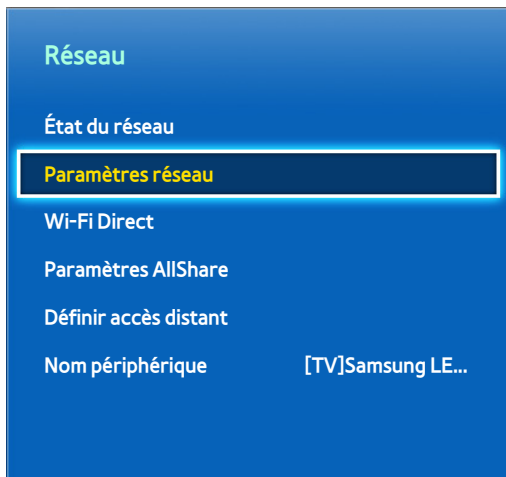 Réseau
État du réseau
Paramètres réseau
Wi-Fi Direct
Paramètres AllShare
Définir accès distant
Nom périphérique [TV]Samsung LE...